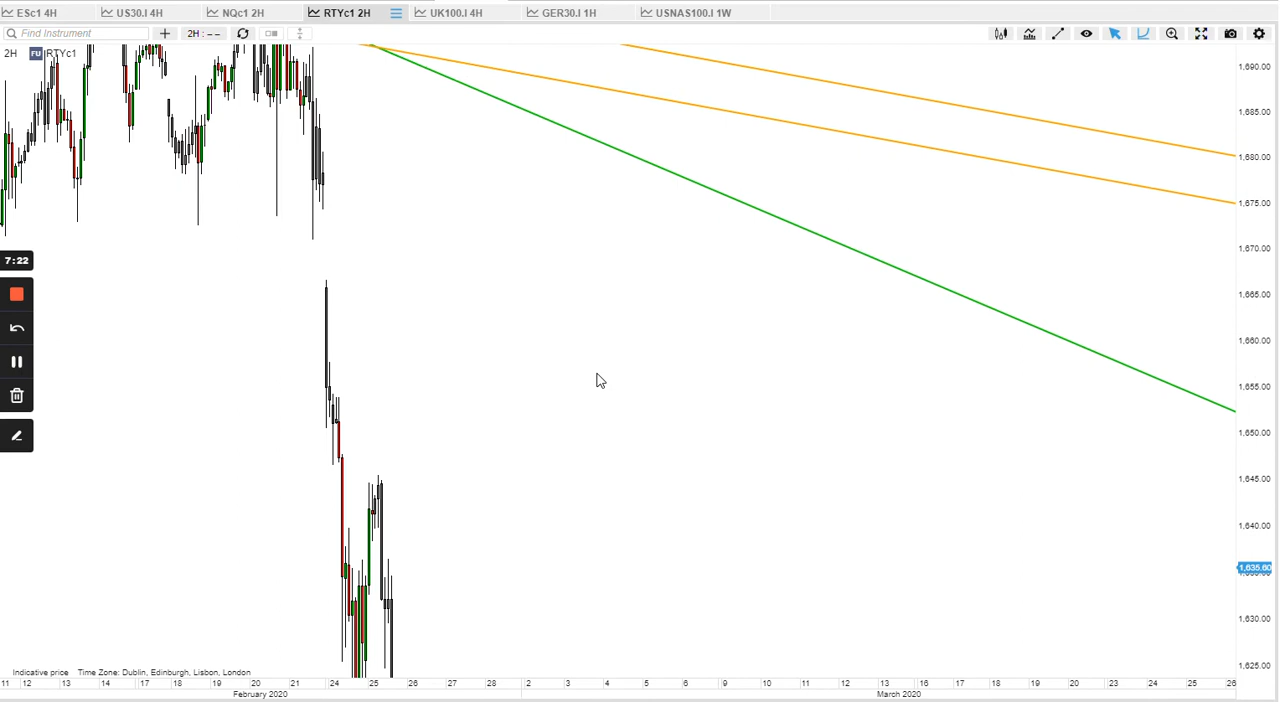 ESc1 4H US30.I 4H NQc1 2H RTYc1 2H UK100.I 4H GER30.I 1H USNAS100.I 1W
Find Instrument 2H : – –
2H FU RTYc1
1,690.00
1,685.00
1,680.00
1,675.00
1,670.00
7:22
1,665.00
1,660.00
1,655.00
1,650.00
1,645.00
1,640.00
1,635.60
1,630.00
1,625.00
Indicative price Time Zone: Dublin, Edinburgh, Lisbon, London
11 12 13 14 17 18 19 20 21 24 25 26 27 28 2 3 4 5 6 9 10 11 12 13 16 17 18 19 20 23 24 25 26
February 2020 March 2020